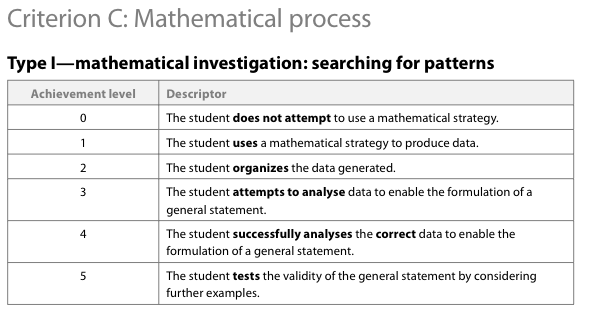 Criterion C: Mathematical process
Type I—mathematical investigation: searching for patterns
Achievement level Descriptor
0 The student does not attempt to use a mathematical strategy.
1 The student uses a mathematical strategy to produce data.
2 The student organizes the data generated.
3 The student attempts to analyse data to enable the formulation of a
general statement.
4 The student successfully analyses the correct data to enable the
formulation of a general statement.
5 The student tests the validity of the general statement by considering
further examples.